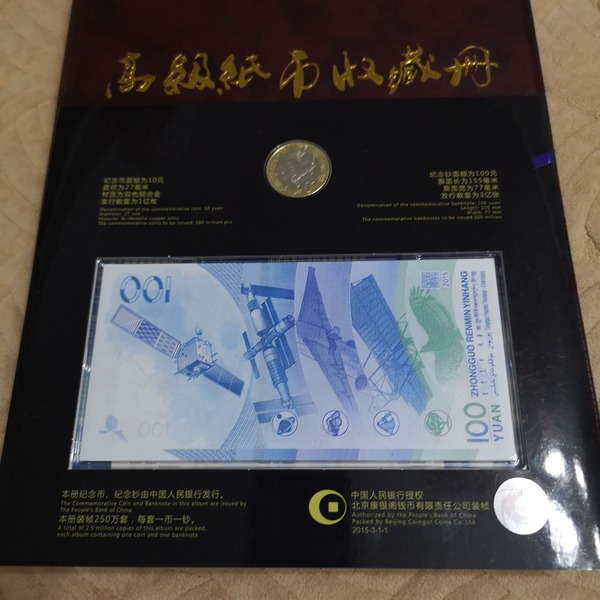 高级纸币收藏册
纪念币面额为10元
直径为27毫米
材质为双色铜合金
发行数量为1亿枚
Denomination of the commemorative coin: 10 yuan
Diameter: 27 mm
Material: Bi-Metallic copper alloy
The commemorative coins to be issued: 100 million pcs
纪念钞面额为100元
票面长为155毫米
票面宽为77毫米
发行数量为3亿张
Denomination of the commemorative banknote: 100 yuan
Length: 155 mm
Width: 77 mm
The commemorative banknotes to be issued:300 million
100
2015
ZHONGGUO RENMIN YINHANG
100
YUAN
本册纪念币、纪念钞由中国人民银行发行。
The Commemorative Coin and Banknote in this album are issued by
The People's Bank of China.
本册装帧250万套，每套一币一钞。
A total of 2.5 million copies of this album are packed,
each album containing one coin and one banknote.
中国人民银行授权
北京康银阁钱币有限责任公司装帧
Authorized by the People's Bank of China
Packed by Beijing Coingot Coins Co.Ltd
2015-3-1-1